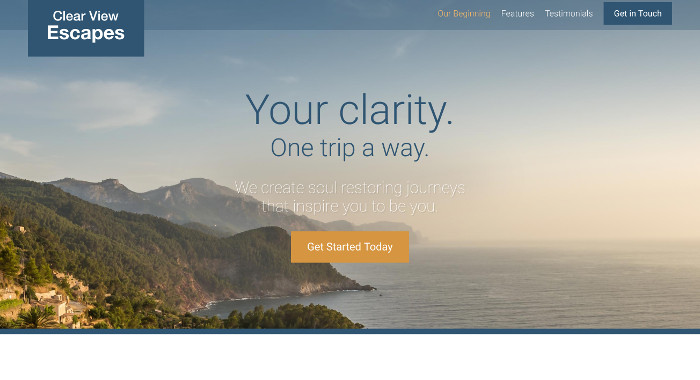 Clear View
Escapes
Our Beginning
Features
Testimonials
Get in Touch
Your clarity.
One trip a way.
We create soul restoring journeys
that inspire you to be you.
Get Started Today